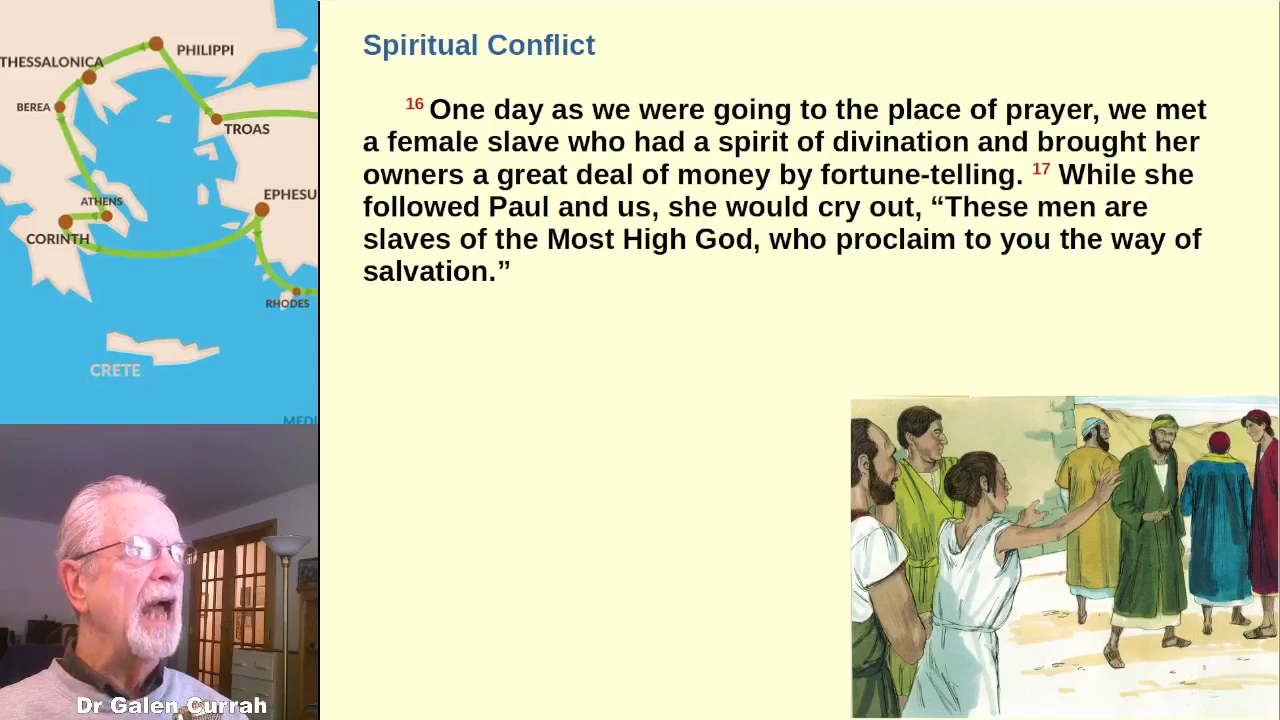 PHILIPPI
THESSALONICA
BEREA
TROAS
ATHENS
EPHESU
CORINTH
RHODES
CRETE
MEDI
Dr Galen Currah
Spiritual Conflict
16 One day as we were going to the place of prayer, we met
a female slave who had a spirit of divination and brought her
owners a great deal of money by fortune-telling. 17 While she
followed Paul and us, she would cry out, “These men are
slaves of the Most High God, who proclaim to you the way of
salvation.”